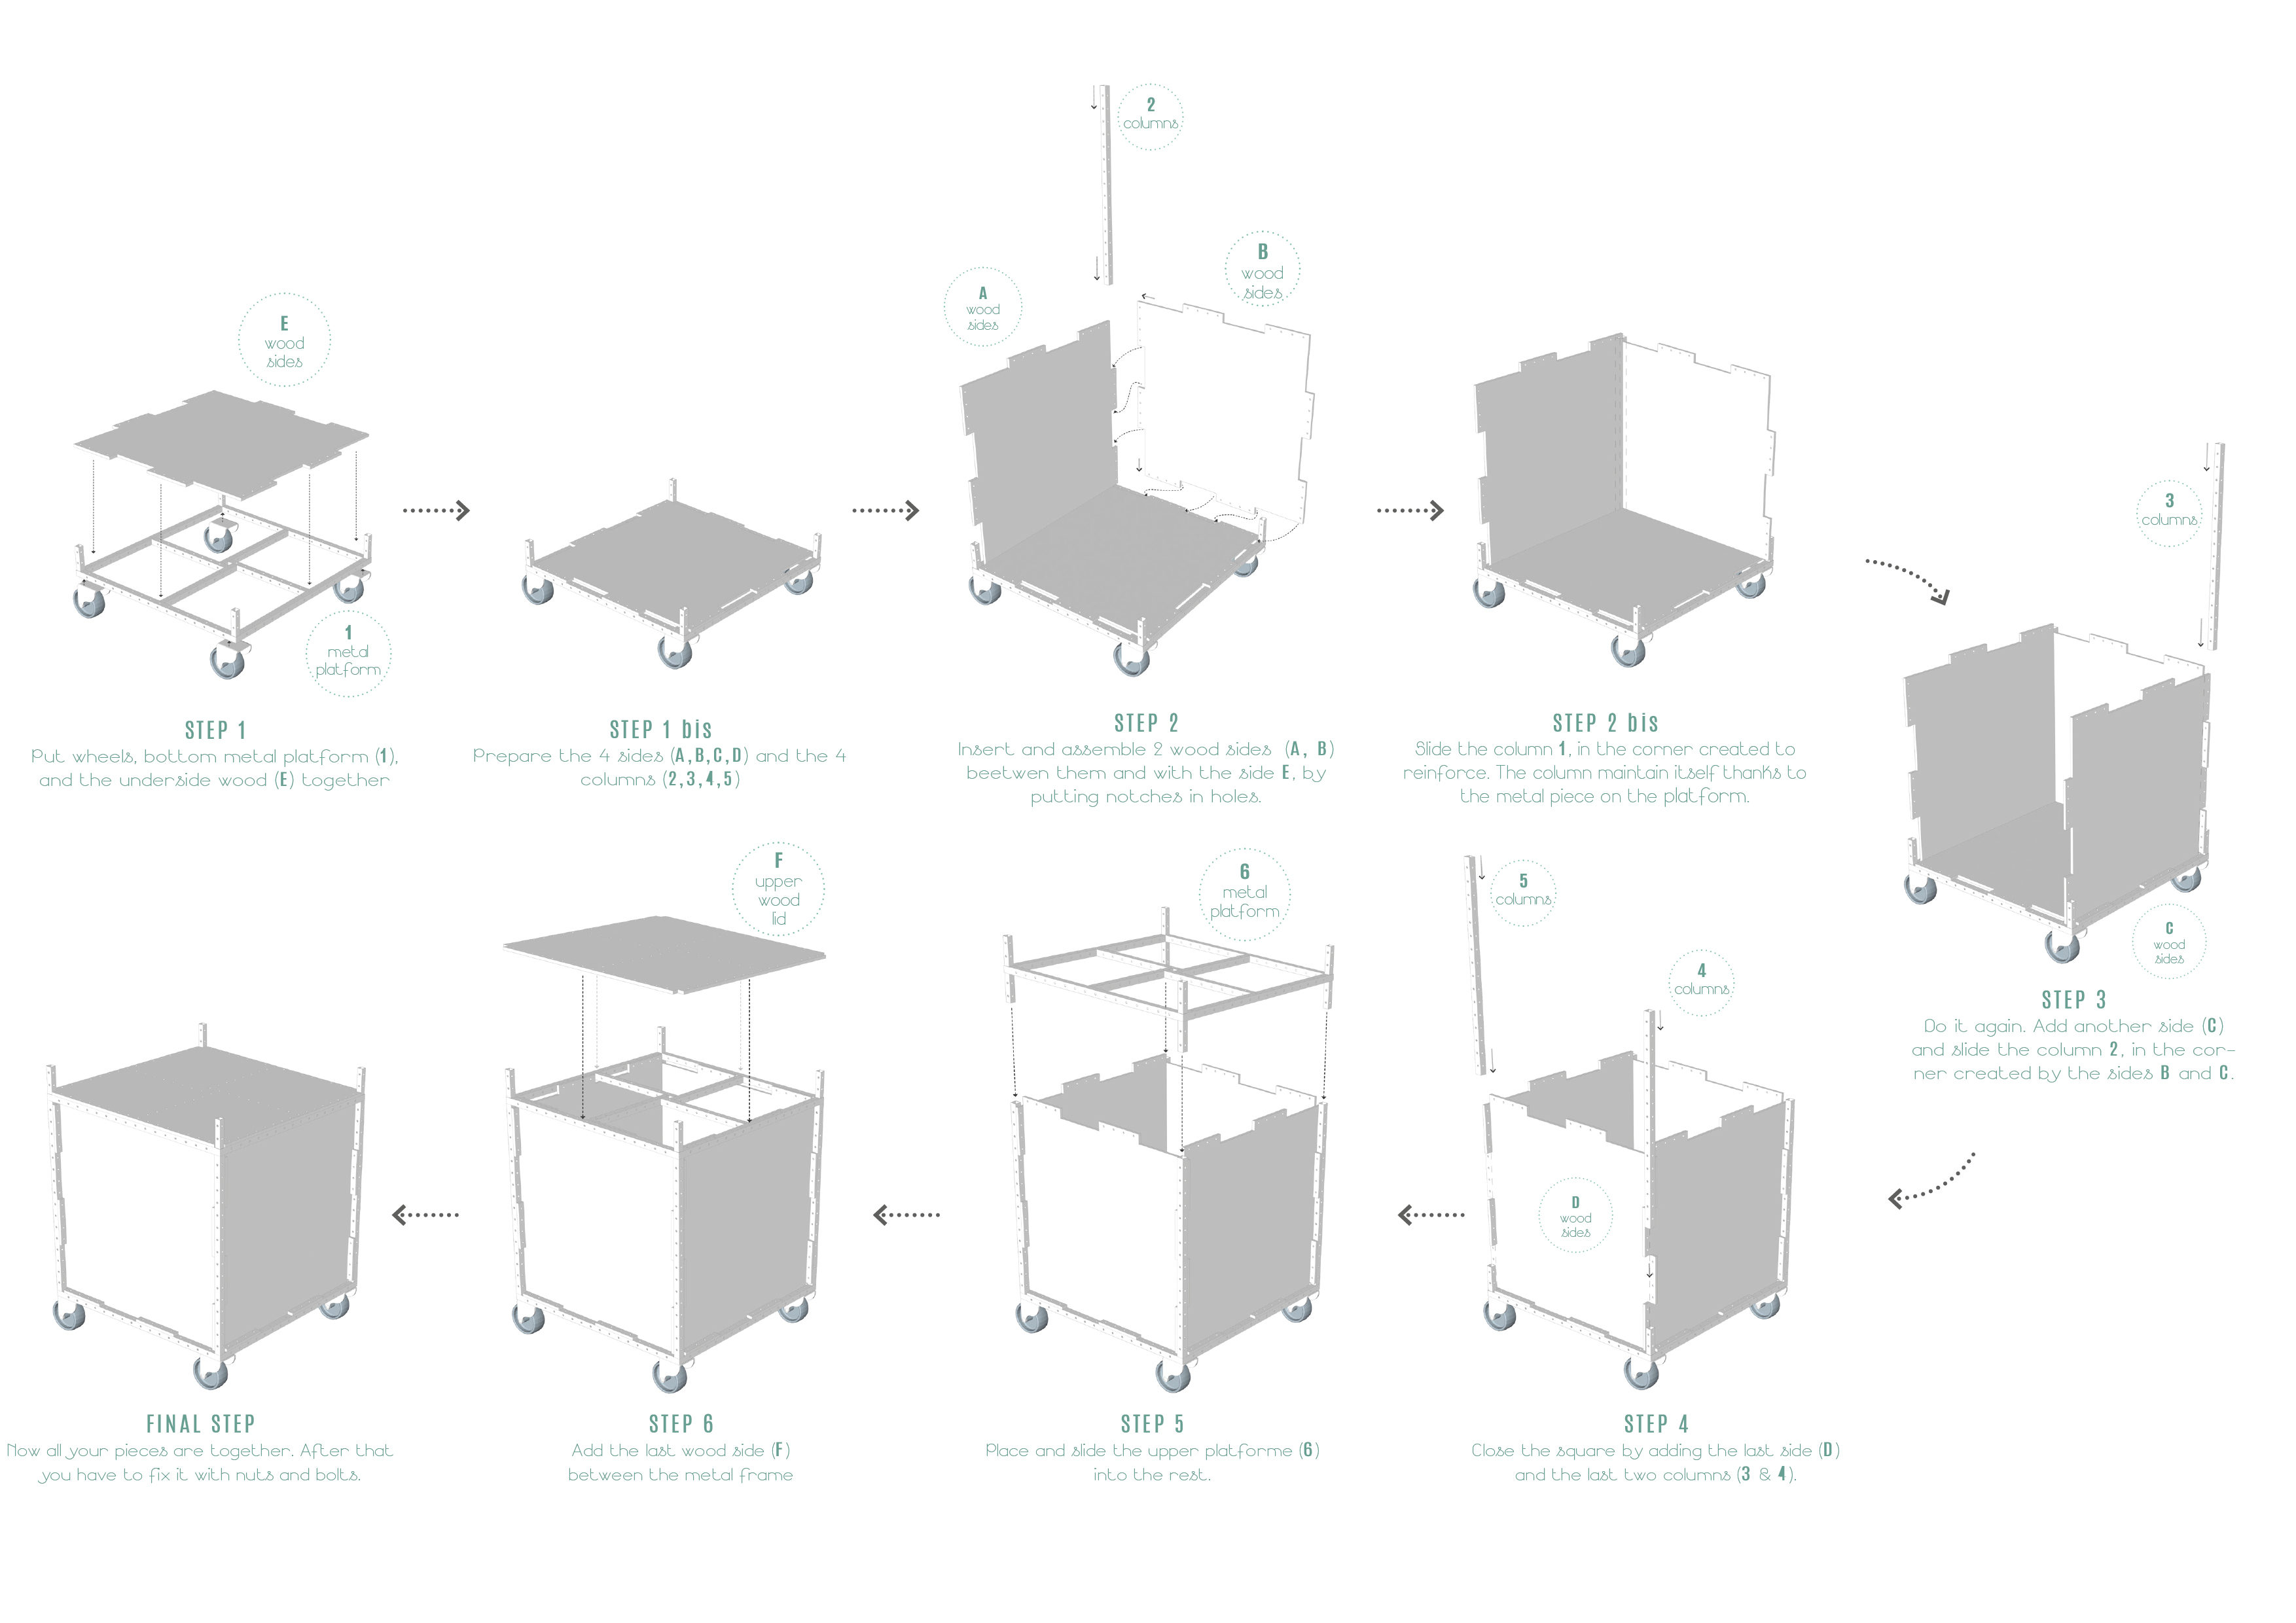 E
wood
sides
1
metal
platform
STEP 1
Put wheels, bottom metal platform (1),
and the underside wood (E) together
STEP 1 bis
Prepare the 4 sides (A,B,C,D) and the 4
columns (2,3,4,5)
2
columns
A
wood
sides
B
wood
sides
STEP 2
Insert and assemble 2 wood sides (A, B)
beetwen them and with the side E, by
putting notches in holes.
STEP 2 bis
Slide the column 1, in the corner created to
reinforce. The column maintain itself thanks to
the metal piece on the platform.
3
columns
C
wood
sides
STEP 3
Do it again. Add another side (C)
and slide the column 2, in the cor-
ner created by the sides B and C.
5
columns
4
columns
D
wood
sides
STEP 4
Close the square by adding the last side (D)
and the last two columns (3 & 4).
6
metal
platform
STEP 5
Place and slide the upper platforme (6)
into the rest.
F
upper
wood
lid
STEP 6
Add the last wood side (F)
between the metal frame
FINAL STEP
Now all your pieces are together. After that
you have to fix it with nuts and bolts.